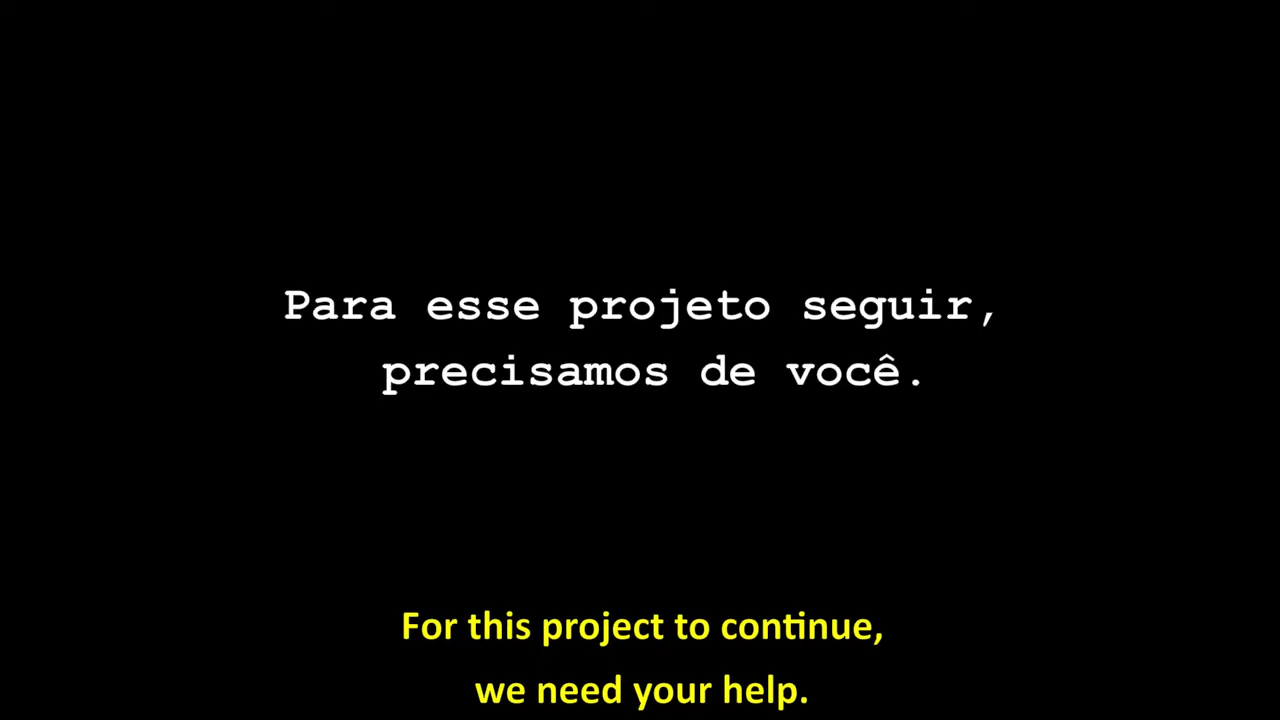 Para esse projeto seguir,
precisamos de você.
For this project to continue,
we need your help.